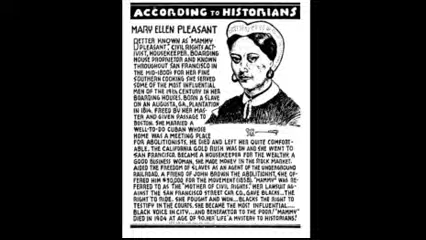 ACCORDING TO HISTORIANS
MARY ELLEN PLEASANT
BETTER KNOWN AS "MAMMY
PLEASANT", CIVIL RIGHTS ACT-
IVIST, HOUSEKEEPER, BOARDING
HOUSE PROPRIETOR AND KNOWN
THROUGHOUT SAN FRANCISCO IN
THE MID-1800s FOR HER FINE
SOUTHERN COOKING SHE SERVED
SOME OF THE MOST INFLUENTIAL
MEN OF THE 19th CENTURY IN HER
BOARDING HOUSES. BORN A SLAVE
ON AN AUGUSTA, GA, PLANTATION
IN 1814, FREED BY HER MAS-
TER AND GIVEN PASSAGE TO
BOSTON. SHE MARRIED A
WELL-TO-DO CUBAN WHOSE
HOME WAS A MEETING PLACE
FOR ABOLITIONISTS, HE DIED AND LEFT HER QUITE COMFORT-
ABLE. THE CALIFORNIA GOLD RUSH WAS ON AND SHE WENT TO
SAN FRANCISCO. BECAME A HOUSEKEEPER FOR THE WEALTHY. A
GOOD BUSINESS WOMAN, SHE MADE MONEY IN THE STOCK MARKET.
AIDED THE FREEDOM OF SLAVES AS AN AGENT OF THE UNDERGROUND
RAILROAD, A FRIEND OF JOHN BROWN THE ABOLITIONIST, SHE OF-
FERED HIM $30,000 FOR THE MOVEMENT (1858). "MAMMY" WAS RE-
FERRED TO AS THE "MOTHER OF CIVIL RIGHTS." HER LAWSUIT AGAINST
THE SAN FRANCISCO STREET CAR CO., GAVE BLACKS...THE
RIGHT TO RIDE. SHE FOUGHT AND WON...BLACKS THE RIGHT TO
TESTIFY IN THE COURTS. SHE BECAME THE MOST INFLUENTIAL...
BLACK VOICE IN CITY...AND BENEFACTOR TO THE POOR! "MAMMY"
DIED IN 1904 AT AGE OF 90. HER LIFE A MYSTERY TO HISTORIANS!